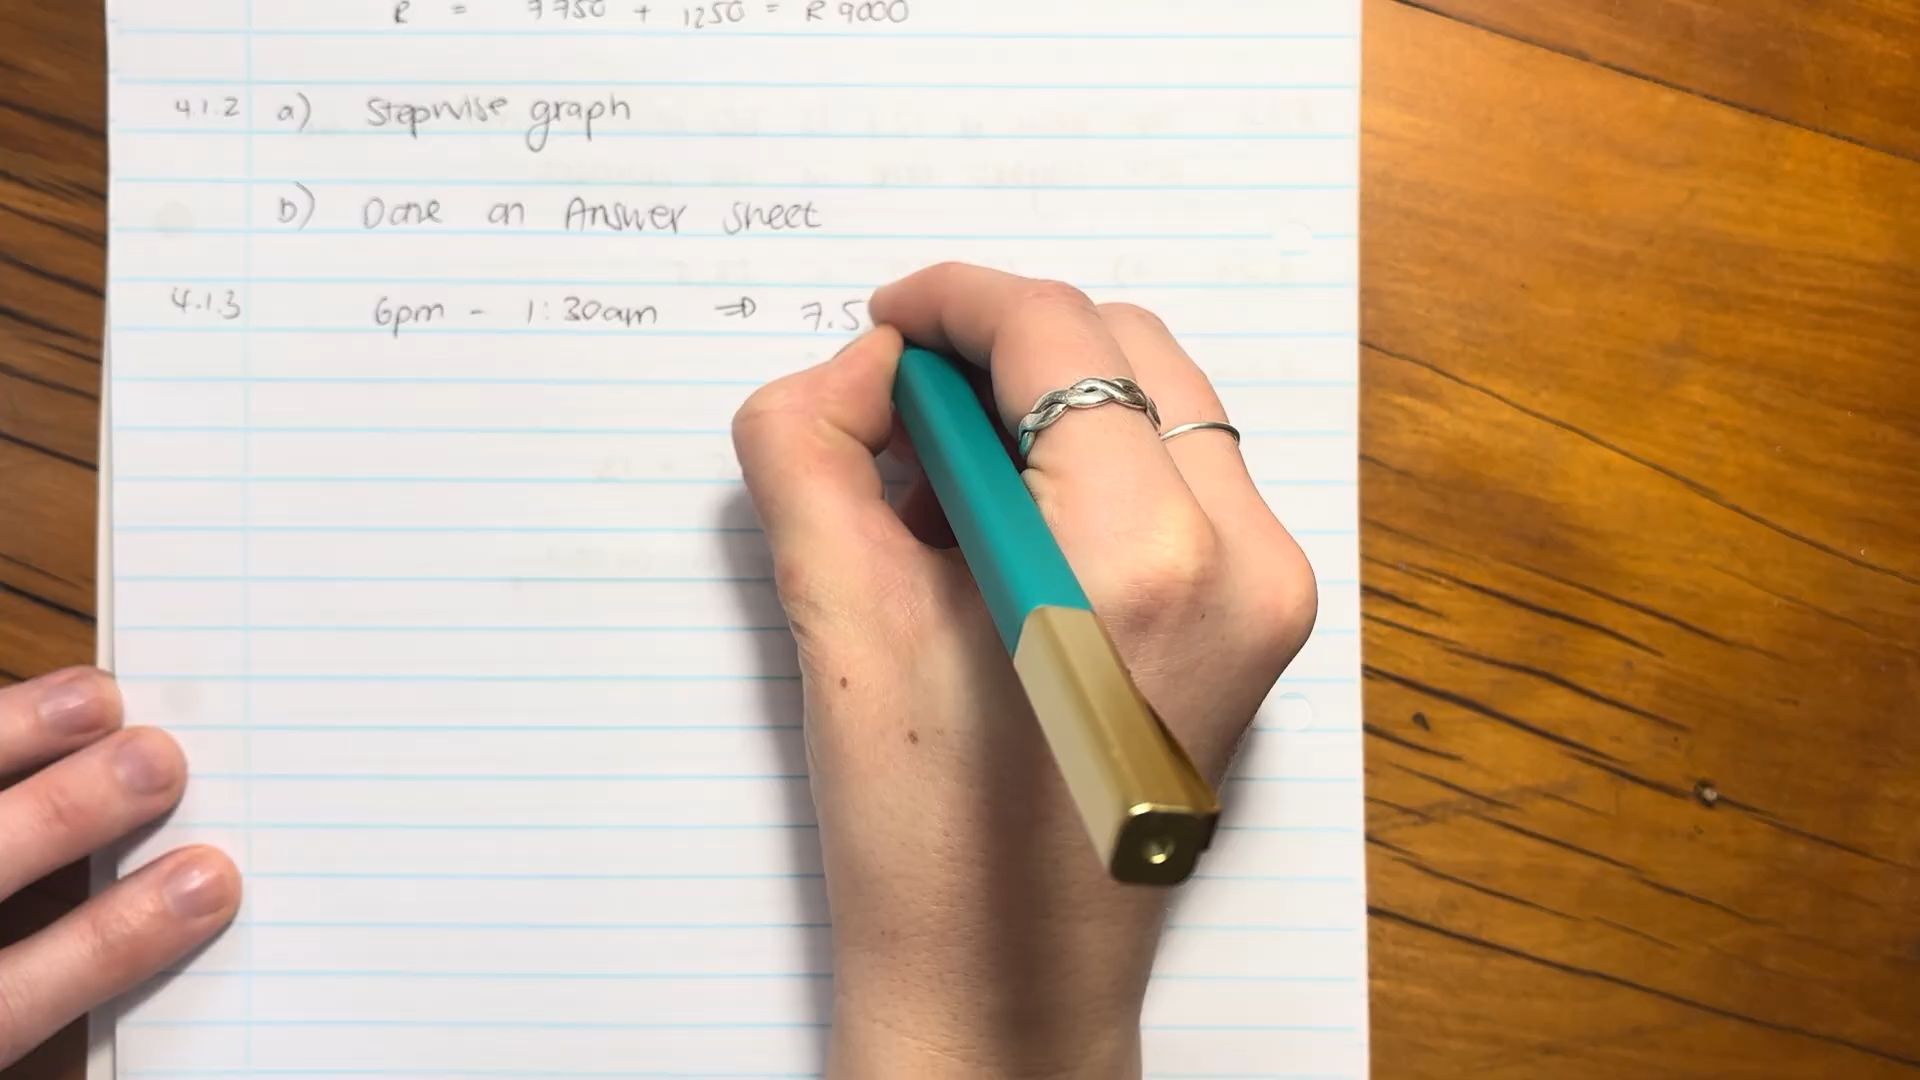 R = 7750 + 1250 = R 9000
4.1.2 a) Stepwise graph
b) Done on Answer sheet
4.1.3 6pm - 1:30am ⇒ 7.5